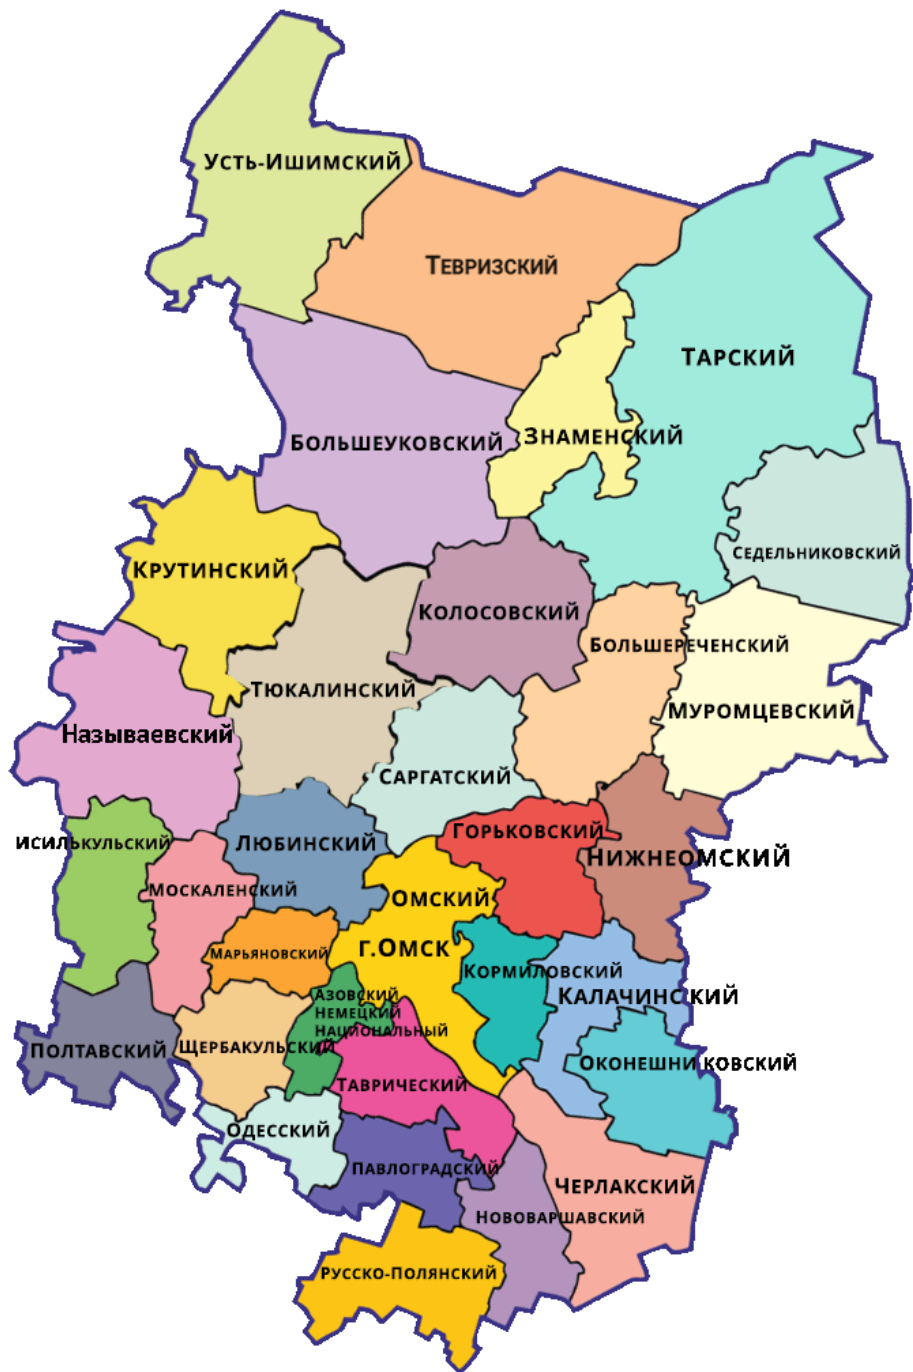 Усть-Ишимский
Тевризский
Тарский
Знаменский
Большеуковский
Седельниковский
Крутинский
Колосовский
Большереченский
Тюкалинский
Муромцевский
Называевский
Саргатский
Горьковский
Исилькульский
Любинский
Нижнеомский
Москаленский
Омский
г.Омск
Марьяновский
Кормиловский
Калачинский
Азовский
немецкий
национальный
Полтавский
Щербакульский
Оконешниковский
Таврический
Одесский
Павлоградский
Черлакский
Нововаршавский
Русско-Полянский